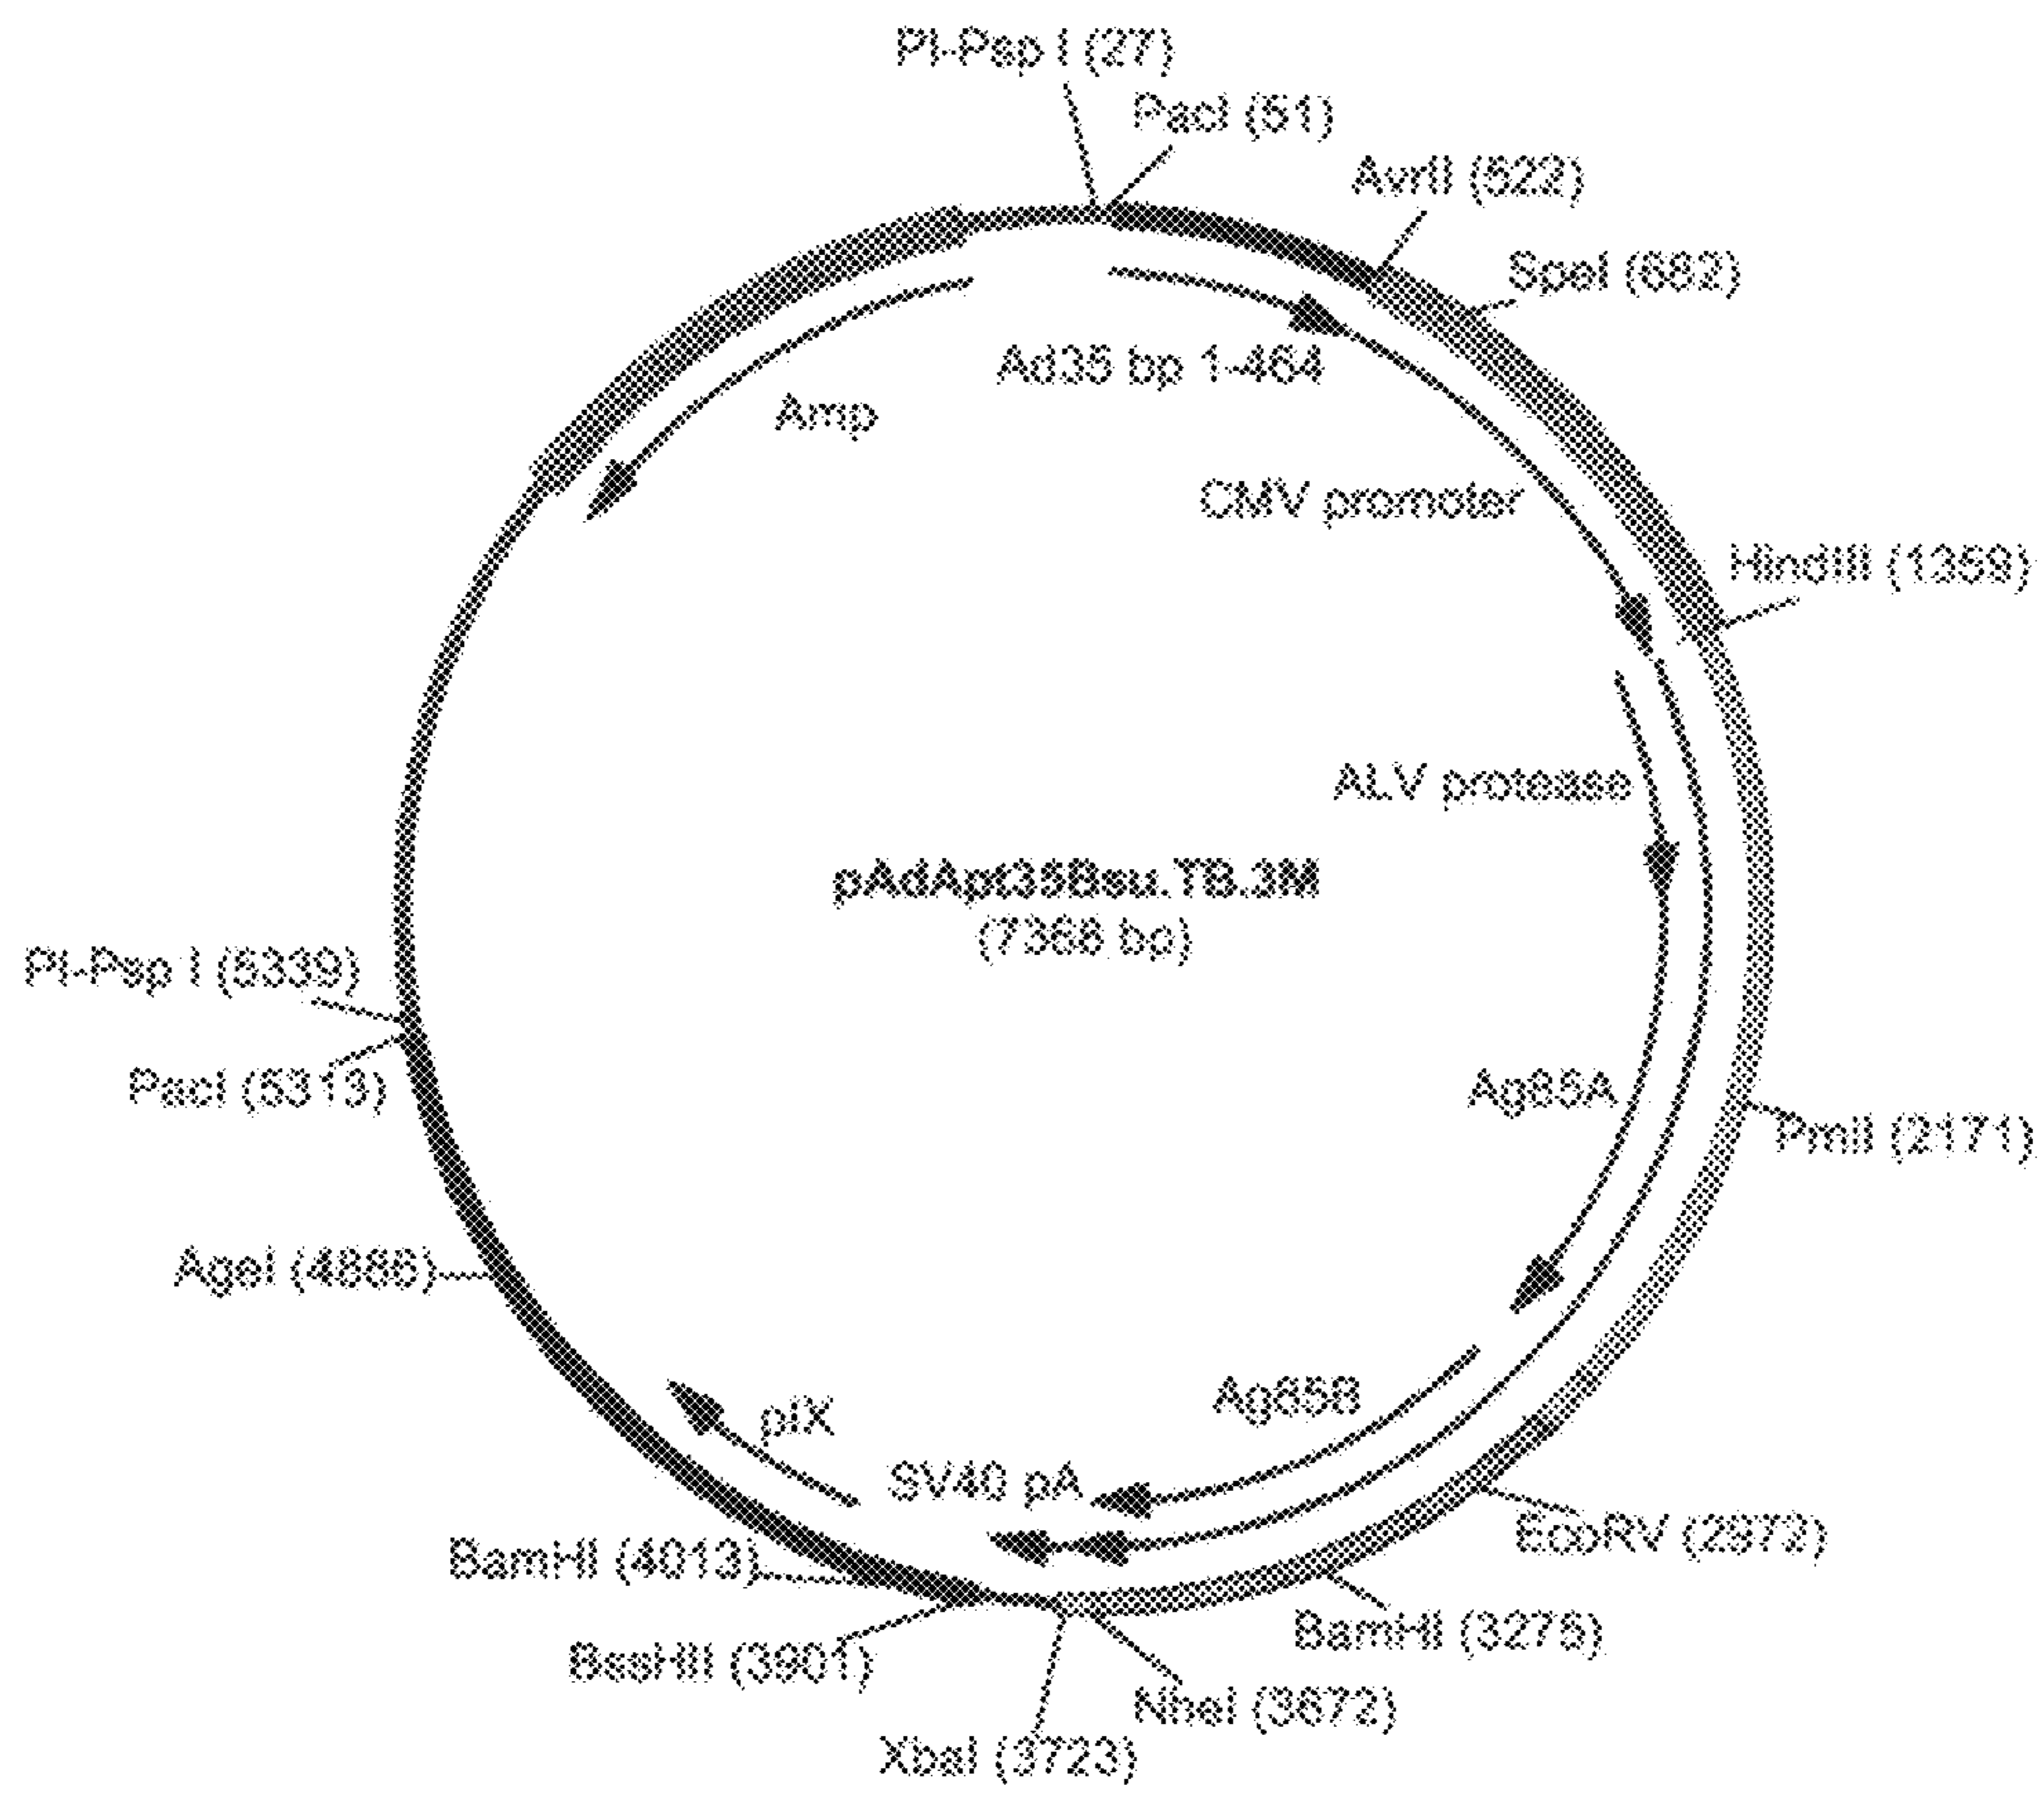 PI-Psp I (27)
PacI (51)
AvrII (522)
SpeI (682)
Ad35 bp 1-464
Amp
CMV promoter
HindIII (1359)
ALV protease
pAdApt35Bsu.TB.3M
(7368 bp)
PI-Psp I (5339)
PacI (5313)
Ag85A
PmlI (2171)
AgeI (4886)
Ag85B
pIX
SV40 pA
EcoRV (2973)
BamHI (4013)
BamHI (3275)
BssHII (3901)
NheI (3672)
XbaI (3723)